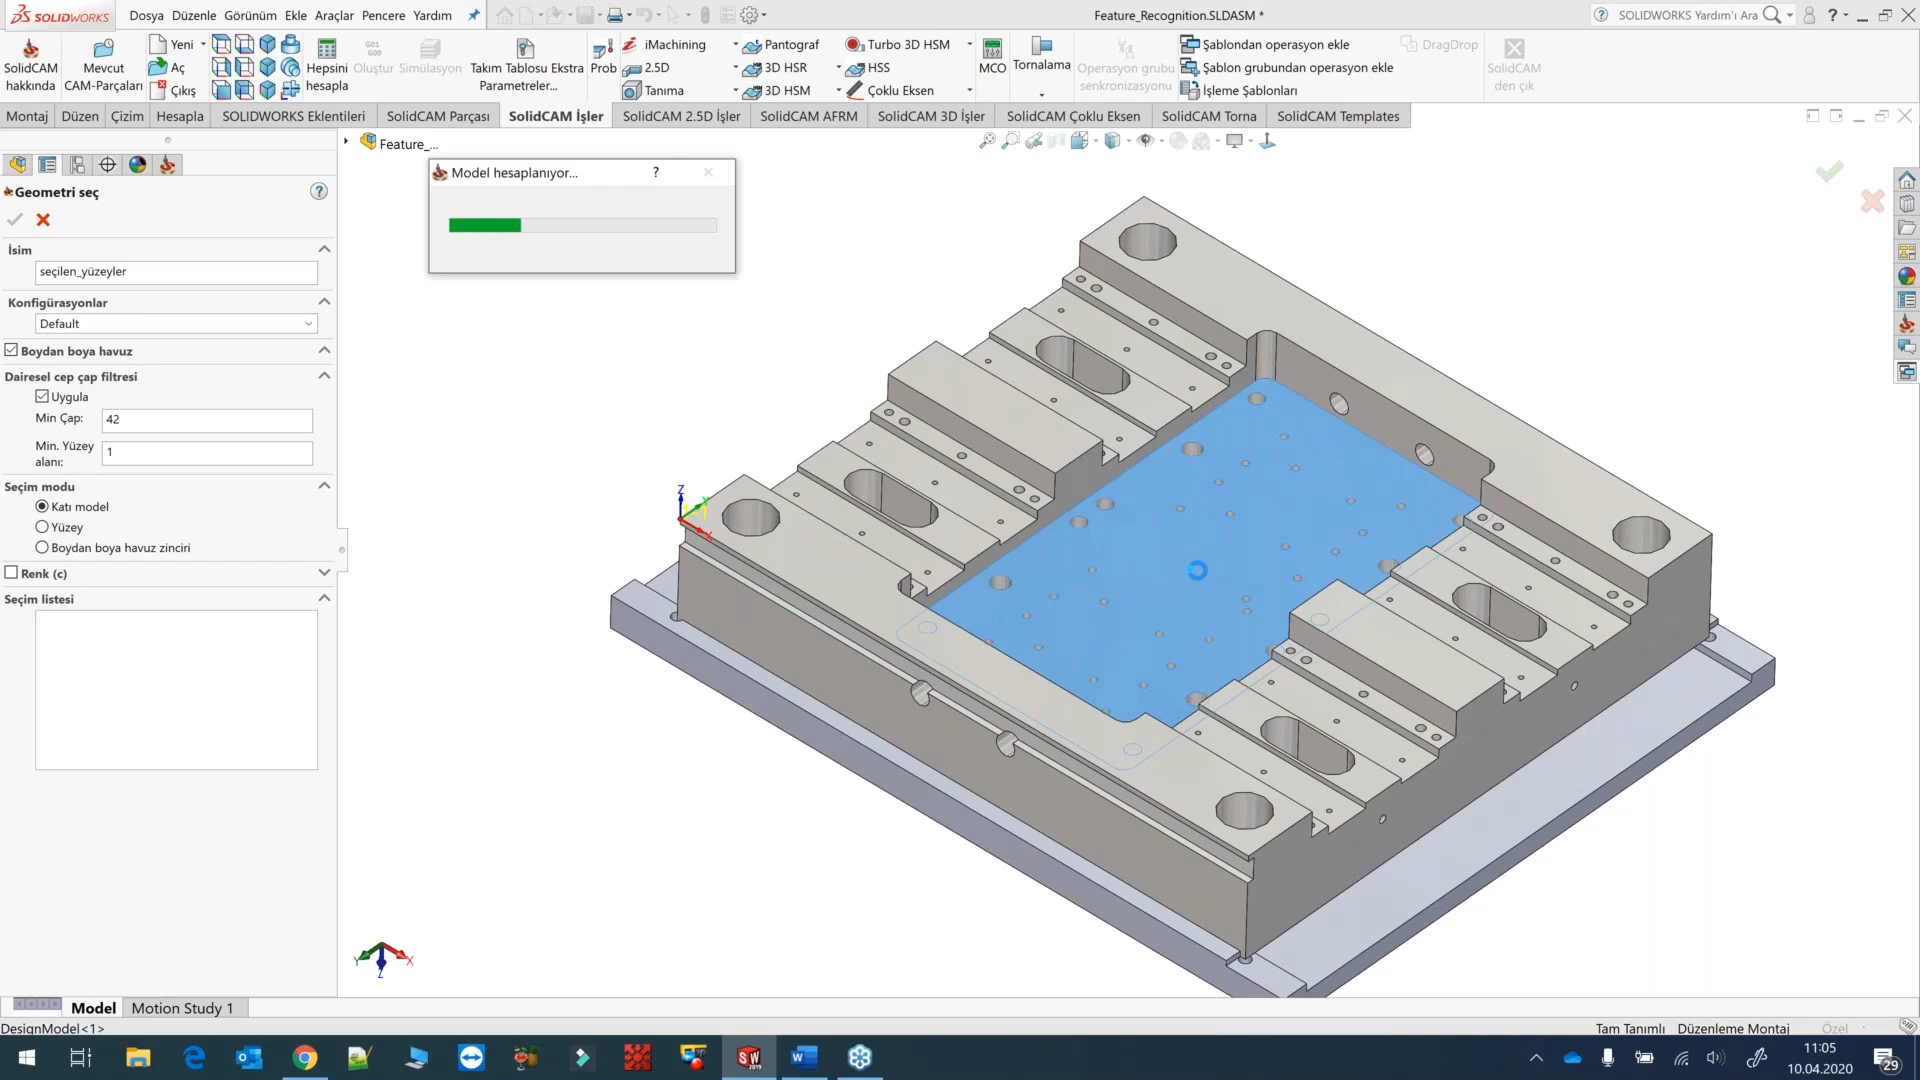 SOLIDWORKS
Dosya Düzenle Görünüm Ekle Araçlar Pencere Yardım
Feature_Recognition.SLDASM *
SOLIDWORKS Yardım'ı Ara
SolidCAM
hakkında
Mevcut
CAM-Parçaları
Yeni
Aç
Çıkış
Hepsini
hesapla
G01
G00
Oluştur
Simülasyon
Takım Tablosu Ekstra
Parametreler...
Prob
iMachining
2.5D
Tanıma
Pantograf
3D HSR
3D HSM
Turbo 3D HSM
HSS
Çoklu Eksen
MCO
Tornalama
Operasyon grubu
senkronizasyonu
Şablondan operasyon ekle
Şablon grubundan operasyon ekle
İşleme Şablonları
DragDrop
SolidCAM
den çık
Montaj Düzen Çizim Hesapla SOLIDWORKS Eklentileri SolidCAM Parçası SolidCAM İşler SolidCAM 2.5D İşler SolidCAM AFRM SolidCAM 3D İşler SolidCAM Çoklu Eksen SolidCAM Torna SolidCAM Templates
Feature_...
Model hesaplanıyor...
?
Geometri seç
İsim
seçilen_yüzeyler
Konfigürasyonlar
Default
Boydan boya havuz
Dairesel cep çap filtresi
Uygula
Min Çap: 42
Min. Yüzey
alanı: 1
Seçim modu
Katı model
Yüzey
Boydan boya havuz zinciri
Renk (c)
Seçim listesi
Z
X
Y
X
Z
Model Motion Study 1
DesignModel<1>
Tam Tanımlı Düzenleme Montaj Özel
SW
2019
11:05
10.04.2020
29